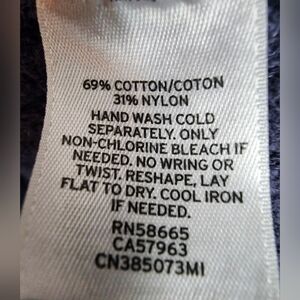 69% COTTON/COTON
31% NYLON
HAND WASH COLD
SEPARATELY. ONLY
NON-CHLORINE BLEACH IF
NEEDED. NO WRING OR
TWIST. RESHAPE, LAY
FLAT TO DRY. COOL IRON
IF NEEDED.
RN58665
CA57963
CN385073MI